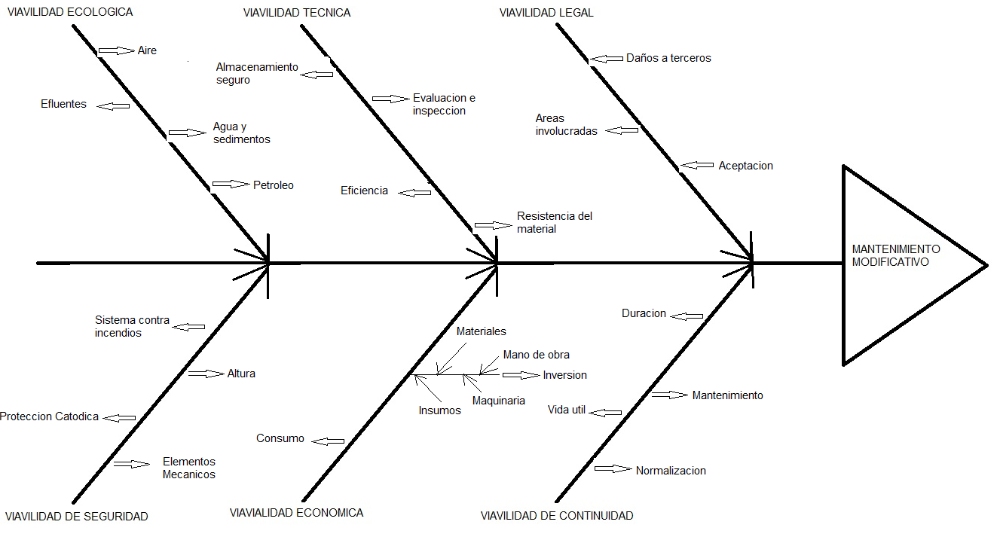 VIAVILIDAD ECOLOGICA
VIAVILIDAD TECNICA
VIAVILIDAD LEGAL
Aire
Efluentes
Agua y
sedimentos
Petroleo
Almacenamiento
seguro
Evaluacion e
inspeccion
Eficiencia
Resistencia del
material
Daños a terceros
Areas
involucradas
Aceptacion
MANTENIMIENTO
MODIFICATIVO
Sistema contra
incendios
Altura
Proteccion Catodica
Elementos
Mecanicos
Materiales
Mano de obra
Inversion
Maquinaria
Insumos
Consumo
Duracion
Mantenimiento
Vida util
Normalizacion
VIAVILIDAD DE SEGURIDAD
VIAVIALIDAD ECONOMICA
VIAVILIDAD DE CONTINUIDAD